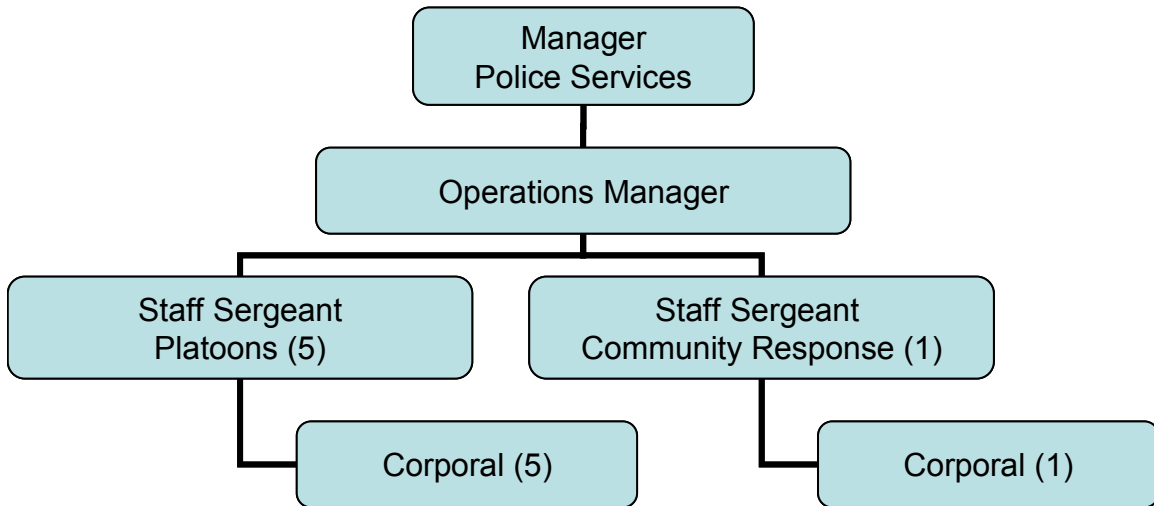 Manager
Police Services
Operations Manager
Staff Sergeant
Platoons (5)
Staff Sergeant
Community Response (1)
Corporal (5)
Corporal (1)